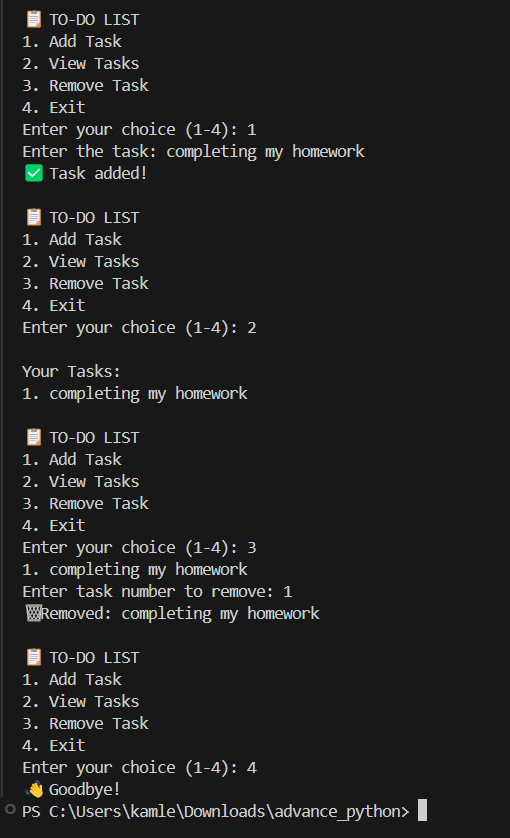 📋 TO-DO LIST
1. Add Task
2. View Tasks
3. Remove Task
4. Exit
Enter your choice (1-4): 1
Enter the task: completing my homework
✅ Task added!
📋 TO-DO LIST
1. Add Task
2. View Tasks
3. Remove Task
4. Exit
Enter your choice (1-4): 2
Your Tasks:
1. completing my homework
📋 TO-DO LIST
1. Add Task
2. View Tasks
3. Remove Task
4. Exit
Enter your choice (1-4): 3
1. completing my homework
Enter task number to remove: 1
🗑Removed: completing my homework
📋 TO-DO LIST
1. Add Task
2. View Tasks
3. Remove Task
4. Exit
Enter your choice (1-4): 4
👋 Goodbye!
PS C:\Users\kamle\Downloads\advance_python>